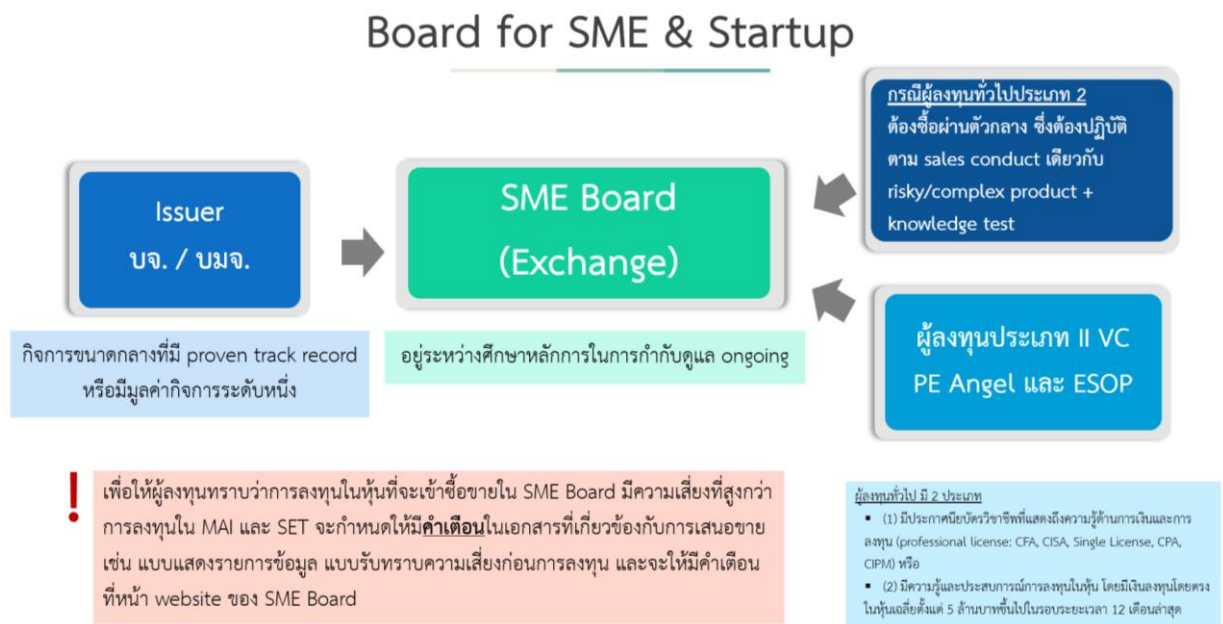 Board for SME & Startup
Issuer
บจ. / บมจ.
กิจการขนาดกลางที่มี proven track record
หรือมีมูลค่ากิจการระดับหนึ่ง
SME Board
(Exchange)
อยู่ระหว่างศึกษาหลักการในการกำกับดูแล ongoing
กรณีผู้ลงทุนทั่วไปประเภท 2
ต้องซื้อผ่านตัวกลาง ซึ่งต้องปฏิบัติ
ตาม sales conduct เดียวกับ
risky/complex product +
knowledge test
ผู้ลงทุนประเภท II VC
PE Angel และ ESOP
!
เพื่อให้ผู้ลงทุนทราบว่าการลงทุนในหุ้นที่จะเข้าซื้อขายใน SME Board มีความเสี่ยงที่สูงกว่า
การลงทุนใน MAI และ SET จะกำหนดให้มีคำเตือนในเอกสารที่เกี่ยวข้องกับการเสนอขาย
เช่น แบบแสดงรายการข้อมูล แบบรับทราบความเสี่ยงก่อนการลงทุน และจะให้มีคำเตือน
ที่หน้า website ของ SME Board
ผู้ลงทุนทั่วไป มี 2 ประเภท
▪ (1) มีประกาศนียบัตรวิชาชีพที่แสดงถึงความรู้ด้านการเงินและการ
ลงทุน (professional license: CFA, CISA, Single License, CPA,
CIPM) หรือ
▪ (2) มีความรู้และประสบการณ์การลงทุนในหุ้น โดยมีเงินลงทุนโดยตรง
ในหุ้นเฉลี่ยตั้งแต่ 5 ล้านบาทขึ้นไปในรอบระยะเวลา 12 เดือนล่าสุด